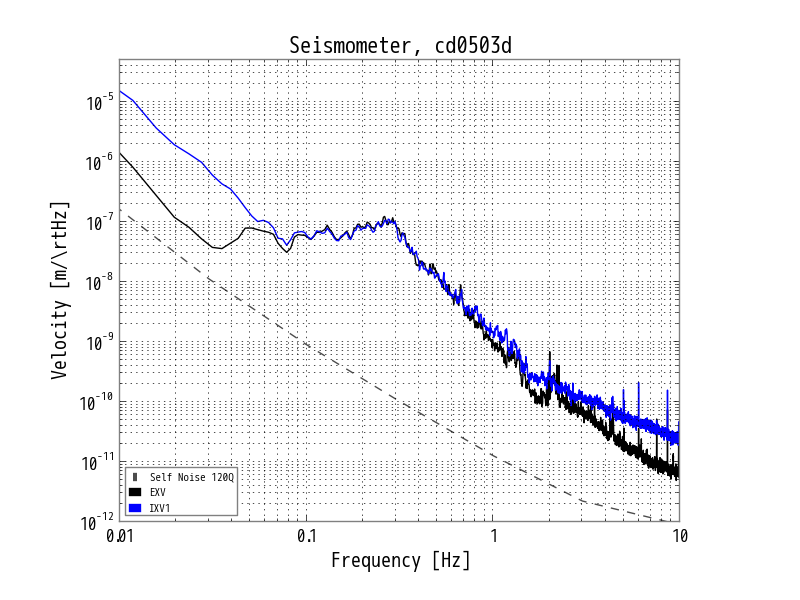 Seismometer, cd0503d
Velocity [m/\rtHz]
10^-5
10^-6
10^-7
10^-8
10^-9
10^-10
10^-11
10^-12
Self Noise 120Q
EXV
IXV1
0.01 0.1 1 10
Frequency [Hz]